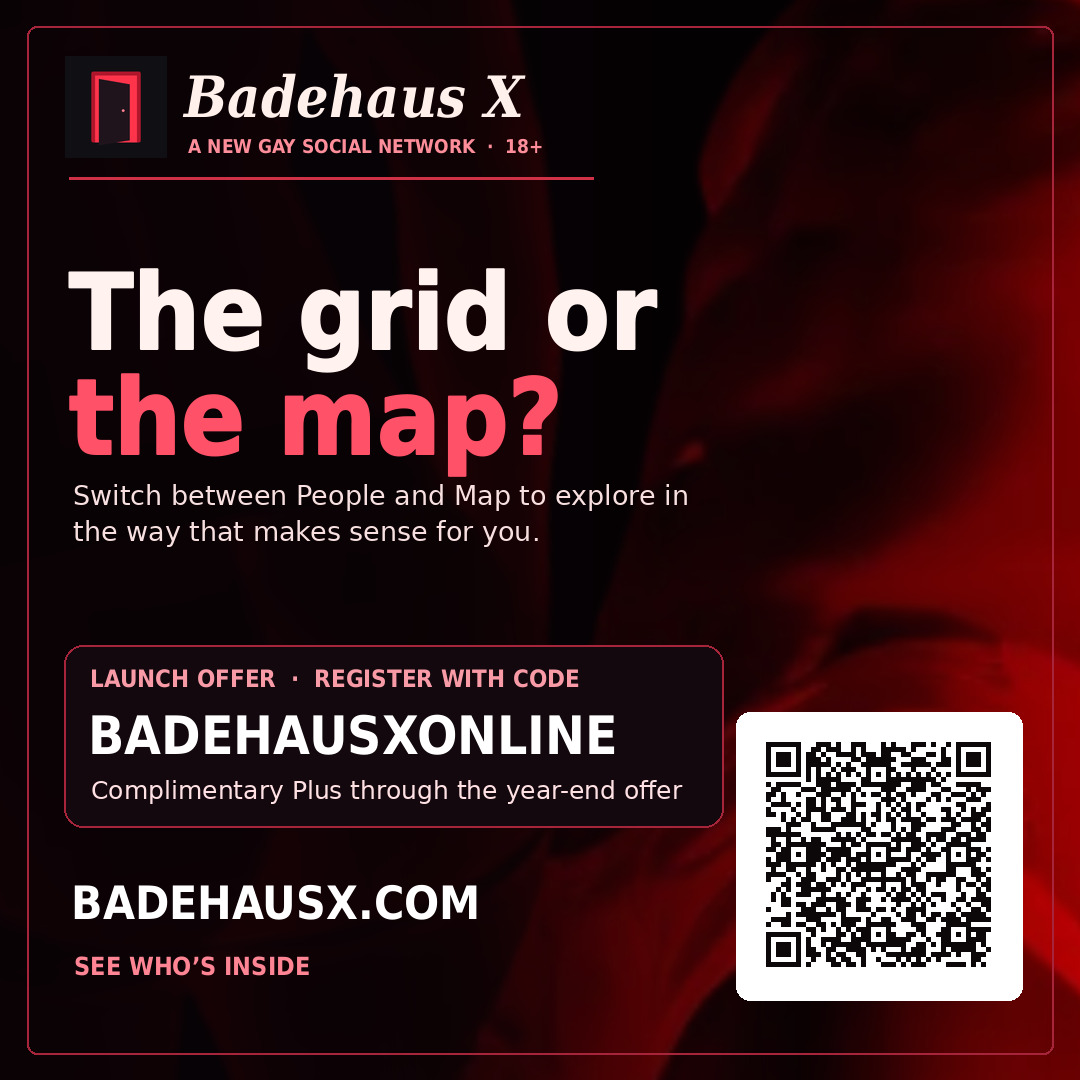 Badehaus X
A NEW GAY SOCIAL NETWORK · 18+
The grid or
the map?
Switch between People and Map to explore in
the way that makes sense for you.
LAUNCH OFFER · REGISTER WITH CODE
BADEHAUSXONLINE
Complimentary Plus through the year-end offer
BADEHAUSX.COM
SEE WHO’S INSIDE